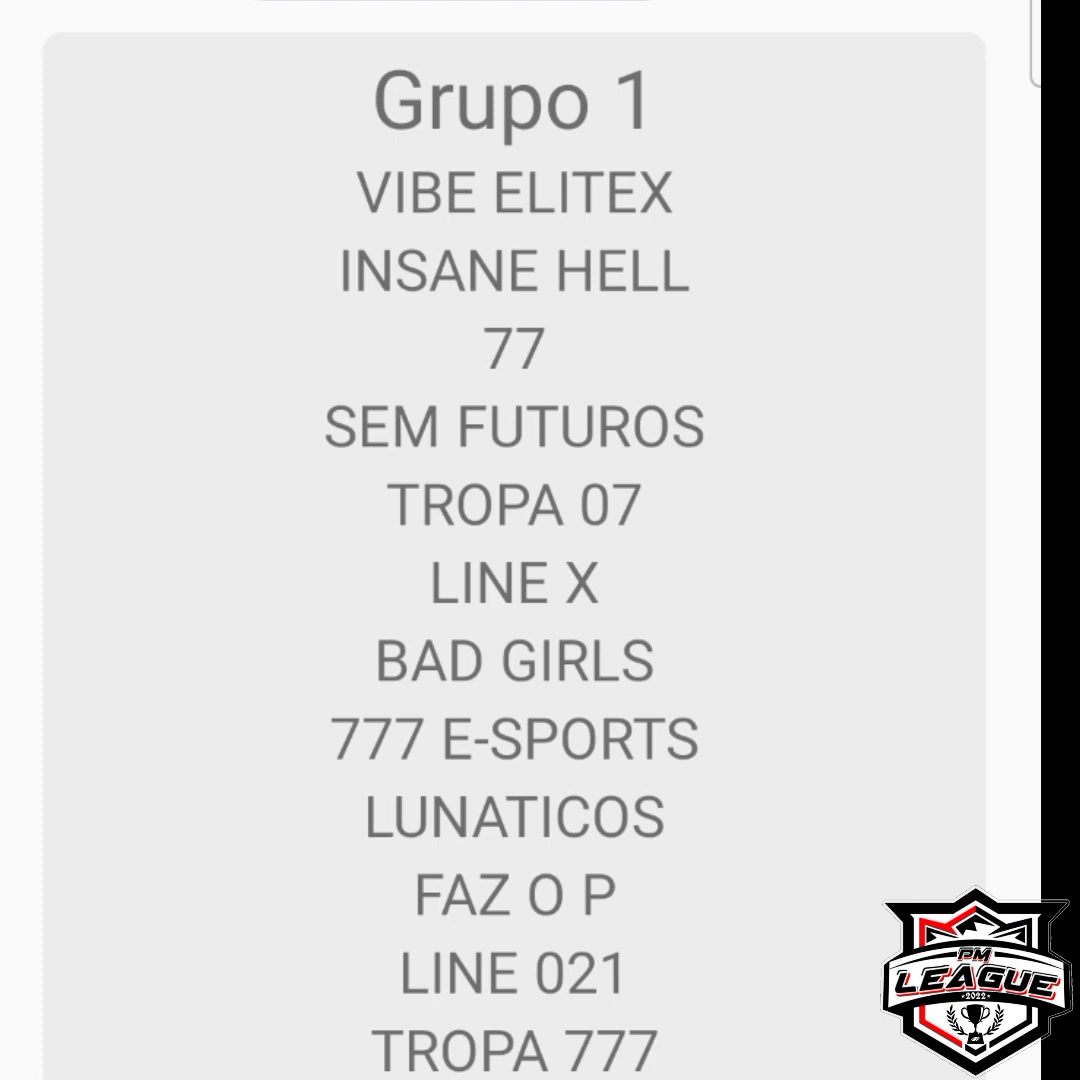 Grupo 1
VIBE ELITEX
INSANE HELL
77
SEM FUTUROS
TROPA 07
LINE X
BAD GIRLS
777 E-SPORTS
LUNATICOS
FAZ O P
LINE 021
TROPA 777
PM
LEAGUE
2022